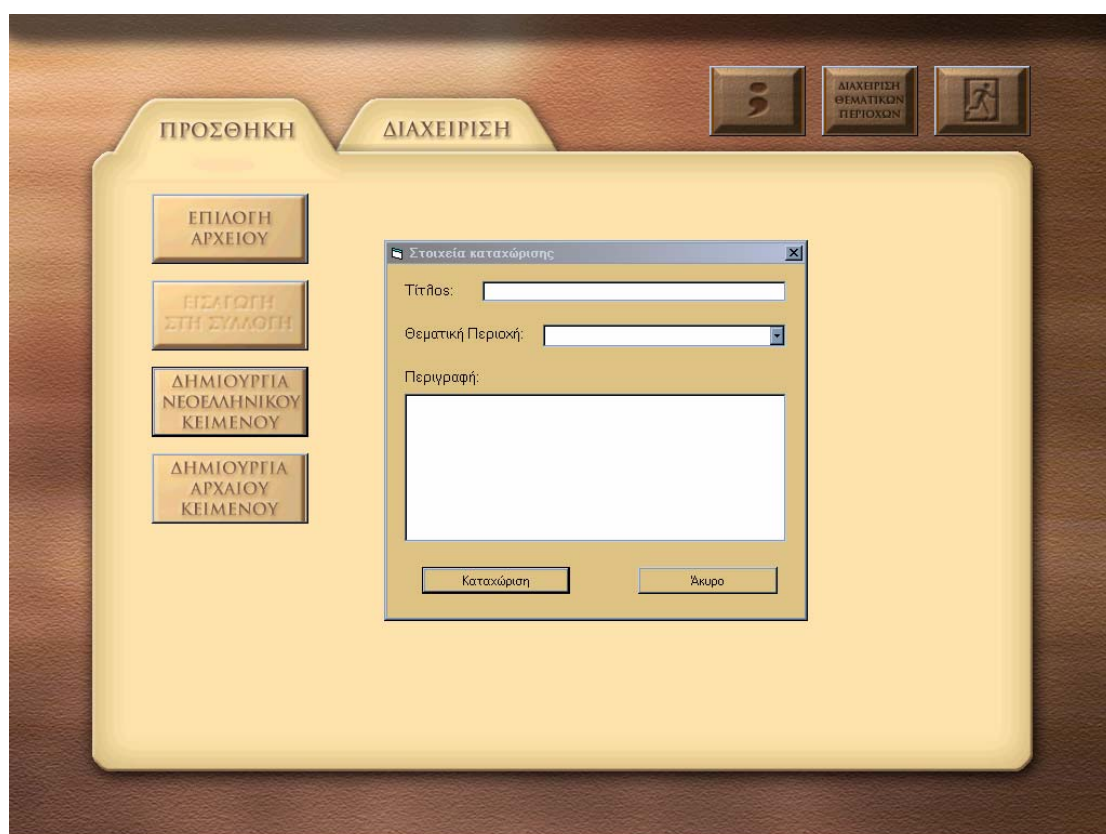 ;
ΔΙΑΧΕΙΡΙΣΗ
ΘΕΜΑΤΙΚΩΝ
ΠΕΡΙΟΧΩΝ
ΠΡΟΣΘΗΚΗ
ΔΙΑΧΕΙΡΙΣΗ
ΕΠΙΛΟΓΗ
ΑΡΧΕΙΟΥ
ΕΙΣΑΓΩΓΗ
ΣΤΗ ΣΥΛΛΟΓΗ
ΔΗΜΙΟΥΡΓΙΑ
ΝΕΟΕΛΛΗΝΙΚΟΥ
ΚΕΙΜΕΝΟΥ
ΔΗΜΙΟΥΡΓΙΑ
ΑΡΧΑΙΟΥ
ΚΕΙΜΕΝΟΥ
Στοιχεία καταχώρισης
Τίτλος:
Θεματική Περιοχή:
Περιγραφή:
Καταχώριση
Άκυρο